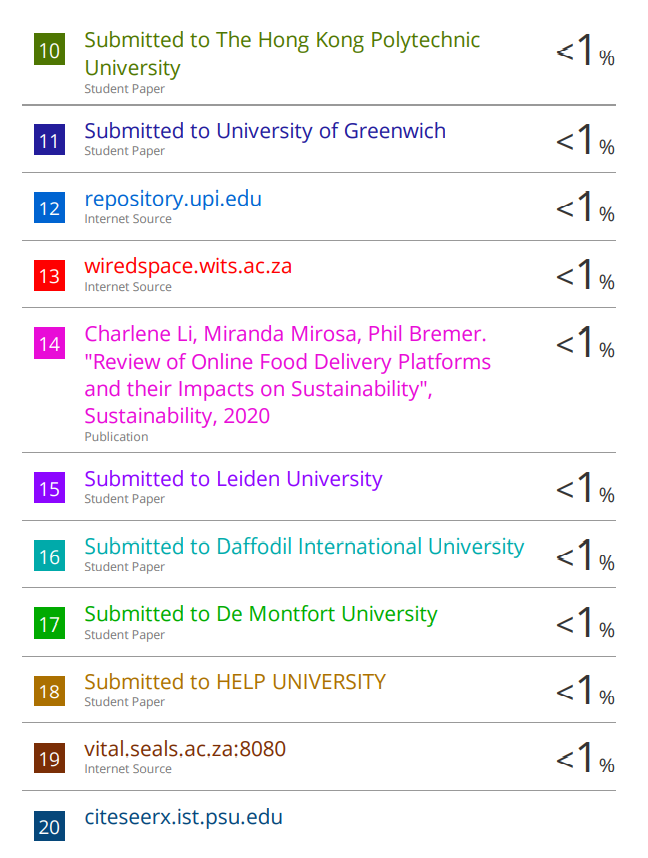 10
Submitted to The Hong Kong Polytechnic
University
Student Paper
<1%
11
Submitted to University of Greenwich
Student Paper
<1%
12
repository.upi.edu
Internet Source
<1%
13
wiredspace.wits.ac.za
Internet Source
<1%
14
Charlene Li, Miranda Mirosa, Phil Bremer.
"Review of Online Food Delivery Platforms
and their Impacts on Sustainability",
Sustainability, 2020
Publication
<1%
15
Submitted to Leiden University
Student Paper
<1%
16
Submitted to Daffodil International University
Student Paper
<1%
17
Submitted to De Montfort University
Student Paper
<1%
18
Submitted to HELP UNIVERSITY
Student Paper
<1%
19
vital.seals.ac.za:8080
Internet Source
<1%
20
citeseerx.ist.psu.edu